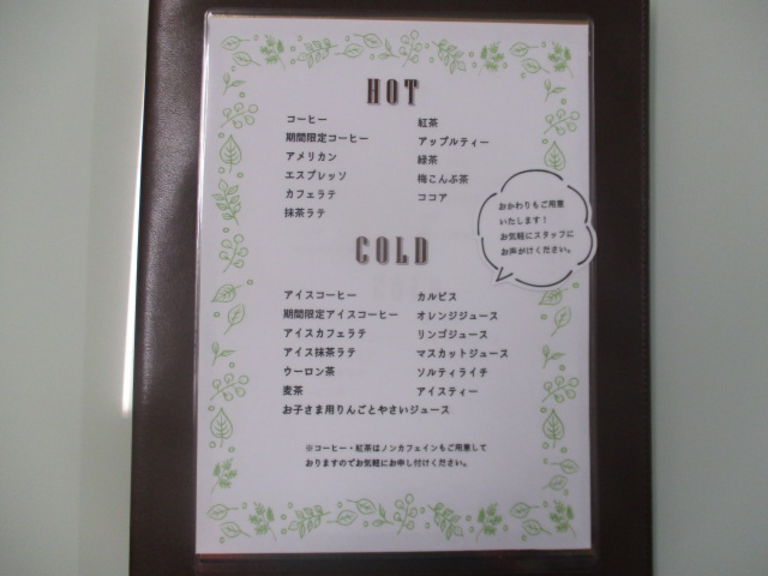 HOT
コーヒー
期間限定コーヒー
アメリカン
エスプレッソ
カフェラテ
抹茶ラテ
紅茶
アップルティー
緑茶
梅こんぶ茶
ココア
おかわりもご用意
いたします！
お気軽にスタッフに
お声がけください。
COLD
アイスコーヒー
期間限定アイスコーヒー
アイスカフェラテ
アイス抹茶ラテ
ウーロン茶
麦茶
お子さま用りんごとやさいジュース
カルピス
オレンジジュース
リンゴジュース
マスカットジュース
ソルティライチ
アイスティー
※コーヒー・紅茶はノンカフェインもご用意して
おりますのでお気軽にお申し付けください。